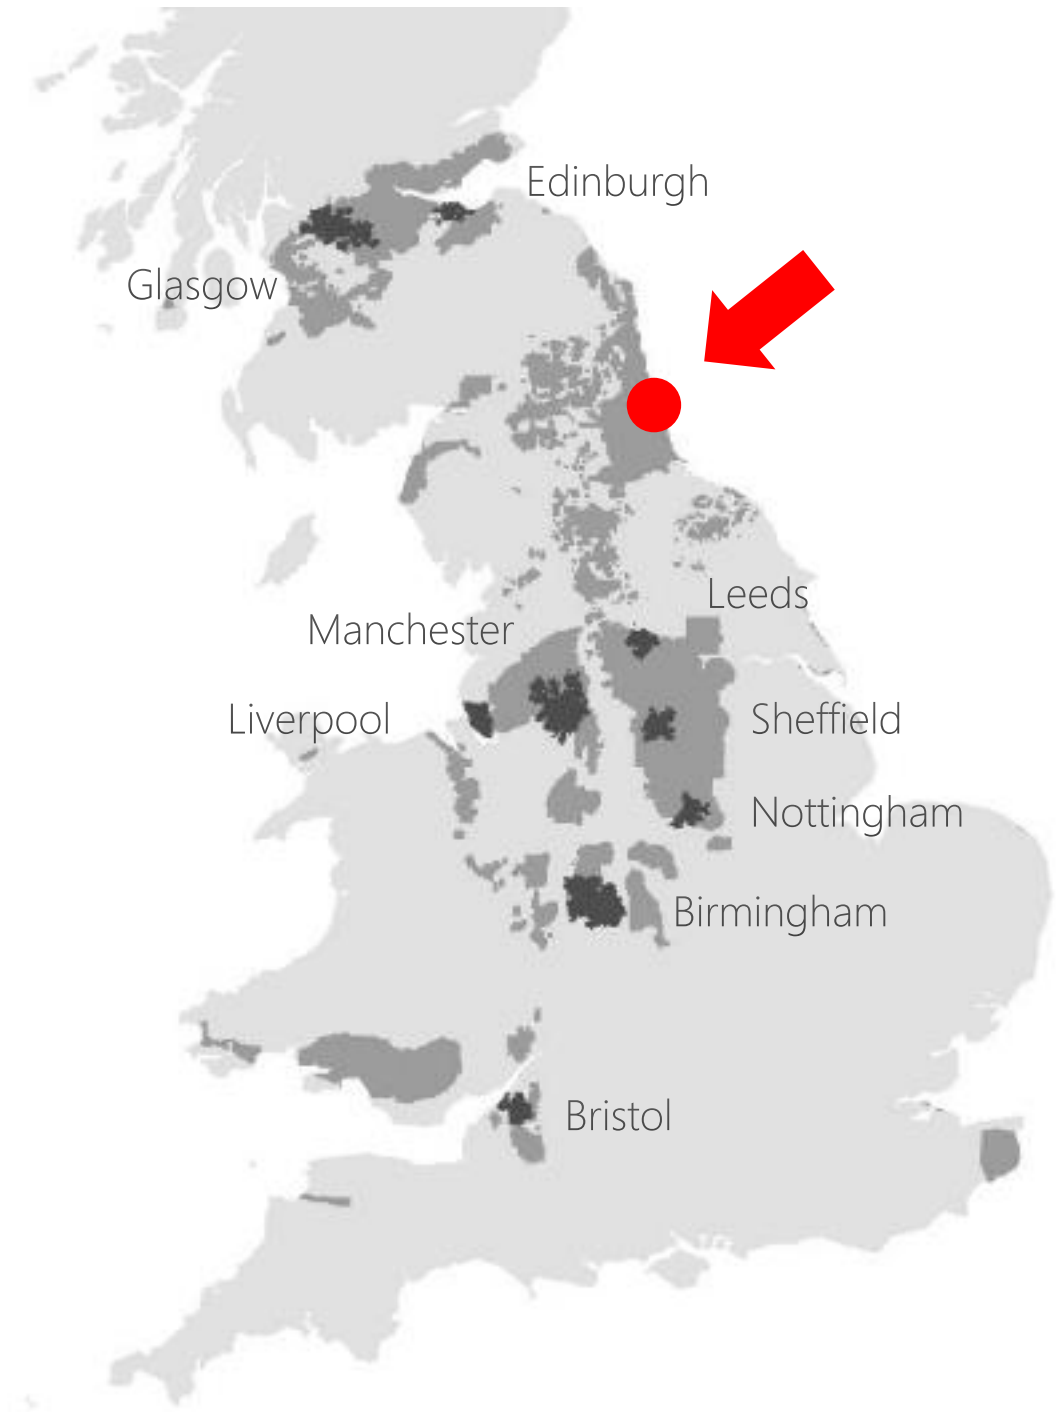 Edinburgh
Glasgow
Leeds
Manchester
Liverpool
Sheffield
Nottingham
Birmingham
Bristol